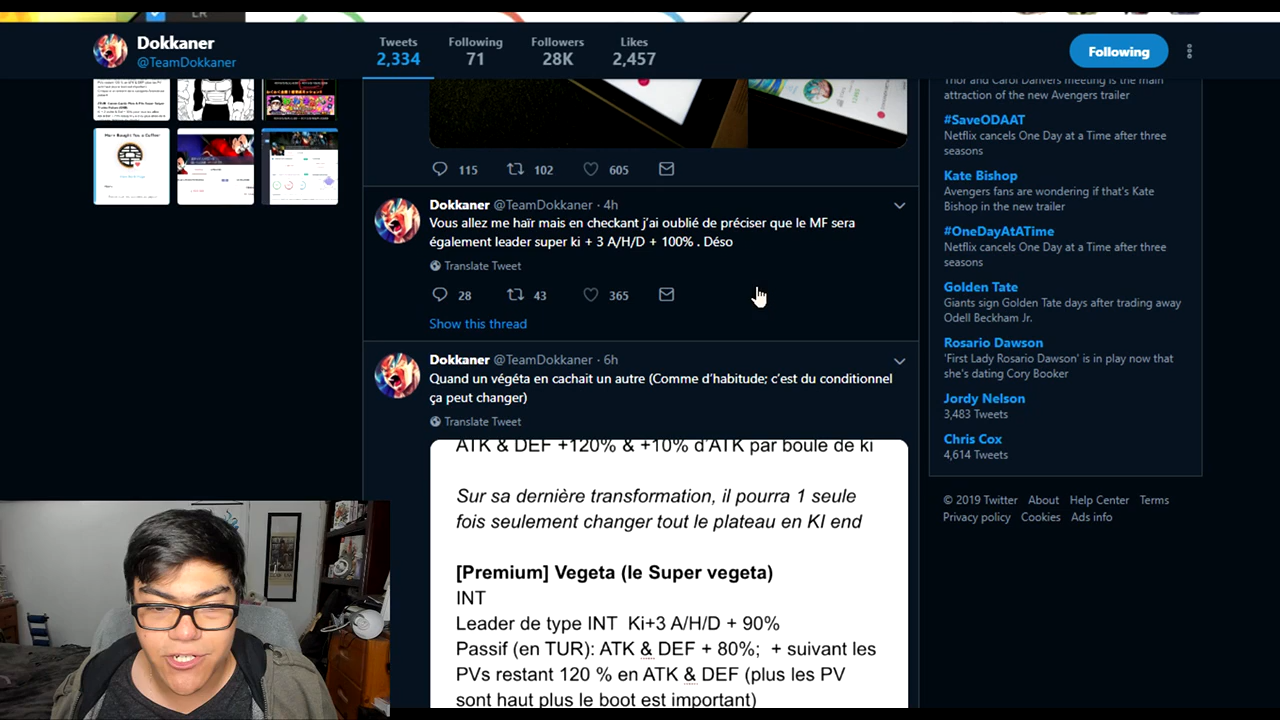 LR
Dokkaner
@TeamDokkaner
Tweets
2,334
Following
71
Followers
28K
Likes
2,457
Following
115
102
605
Dokkaner @TeamDokkaner · 4h
Vous allez me haïr mais en checkant j'ai oublié de préciser que le MF sera
également leader super ki + 3 A/H/D + 100% . Déso
Translate Tweet
28
43
365
Show this thread
Dokkaner @TeamDokkaner · 6h
Quand un végéta en cachait un autre (Comme d'habitude; c'est du conditionnel
ça peut changer)
Translate Tweet
ATK & DEF +120% & +10% d'ATK par boule de ki
Sur sa dernière transformation, il pourra 1 seule
fois seulement changer tout le plateau en KI end
[Premium] Vegeta (le Super vegeta)
INT
Leader de type INT Ki+3 A/H/D + 90%
Passif (en TUR): ATK & DEF + 80%; + suivant les
PVs restant 120 % en ATK & DEF (plus les PV
sont haut plus le boot est important)
Thor and Carol Danvers meeting is the main
attraction of the new Avengers trailer
#SaveODAAT
Netflix cancels One Day at a Time after three
seasons
Kate Bishop
Avengers fans are wondering if that's Kate
Bishop in the new trailer
#OneDayAtATime
Netflix cancels One Day at a Time after three
seasons
Golden Tate
Giants sign Golden Tate days after trading away
Odell Beckham Jr.
Rosario Dawson
'First Lady Rosario Dawson' is in play now that
she's dating Cory Booker
Jordy Nelson
3,483 Tweets
Chris Cox
4,614 Tweets
© 2019 Twitter About Help Center Terms
Privacy policy Cookies Ads info